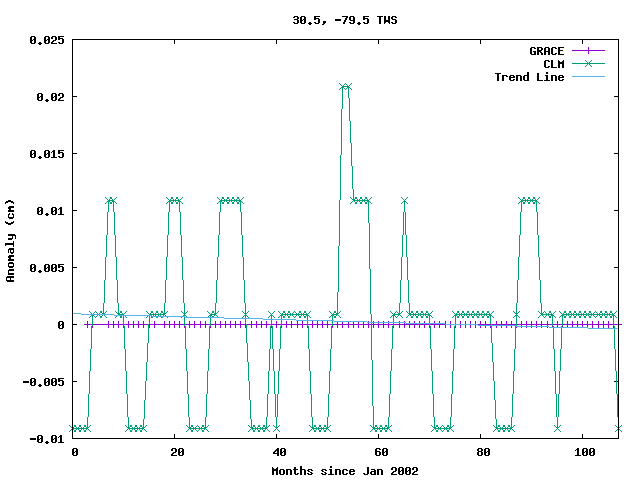 30.5, -79.5 TWS
GRACE
CLM
Trend Line
0.025
0.02
0.015
0.01
0.005
0
-0.005
-0.01
Anomaly (cm)
0 20 40 60 80 100
Months since Jan 2002